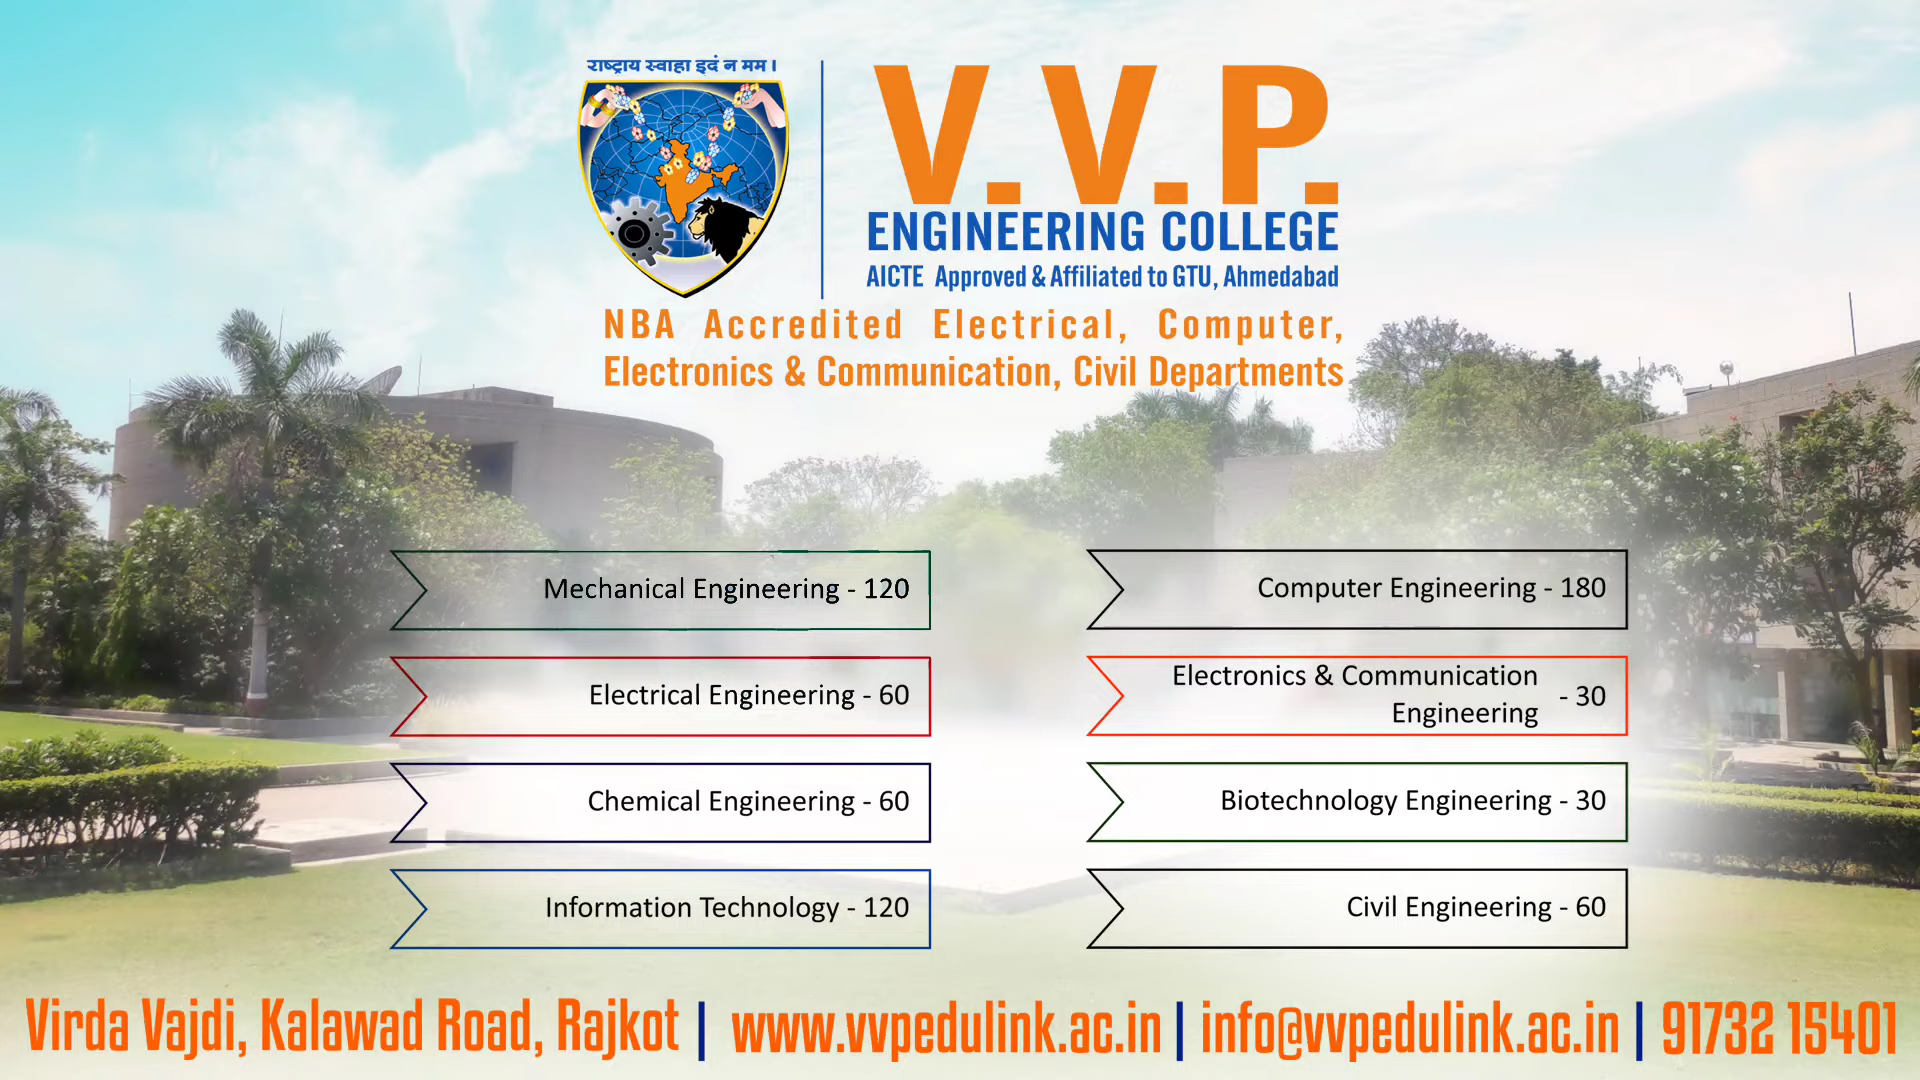 राष्ट्राय स्वाहा इदं न मम।
V.V.P.
ENGINEERING COLLEGE
AICTE Approved & Affiliated to GTU, Ahmedabad
NBA Accredited Electrical, Computer,
Electronics & Communication, Civil Departments
Mechanical Engineering - 120
Electrical Engineering - 60
Chemical Engineering - 60
Information Technology - 120
Computer Engineering - 180
Electronics & Communication
Engineering - 30
Biotechnology Engineering - 30
Civil Engineering - 60
Virda Vajdi, Kalawad Road, Rajkot | www.vvpedulink.ac.in | info@vvpedulink.ac.in | 91732 15401